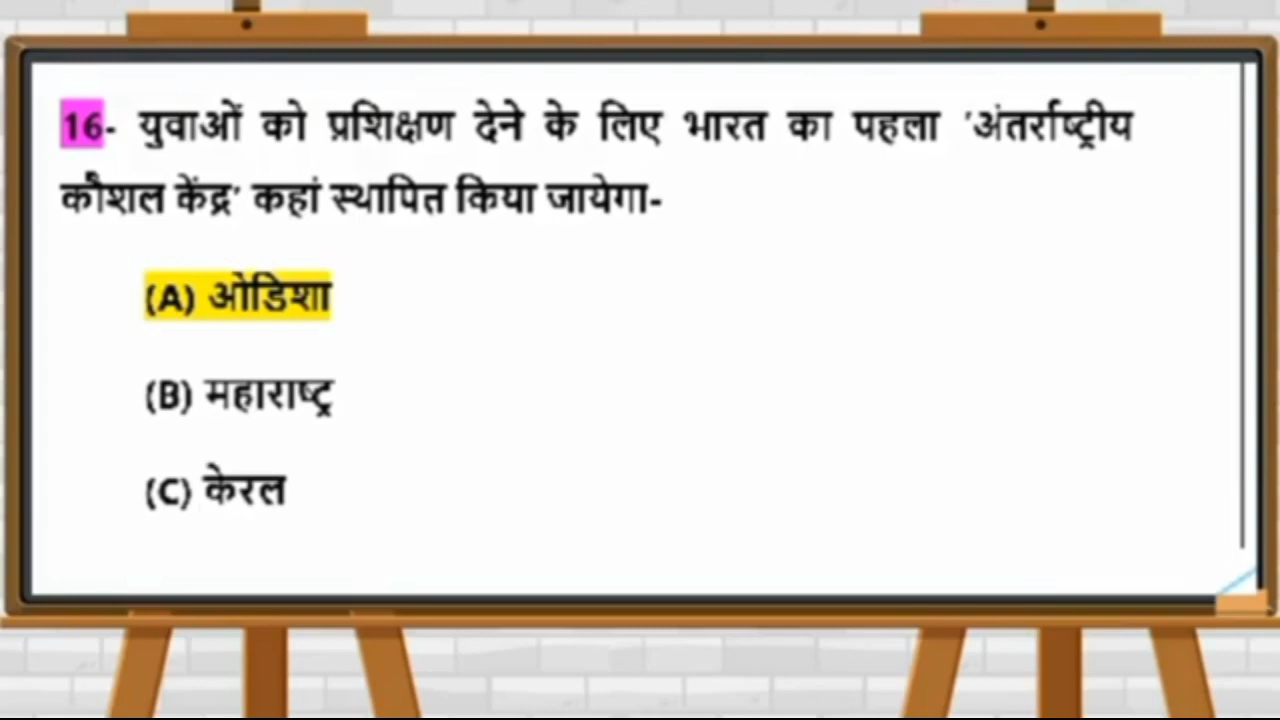 16- युवाओं को प्रशिक्षण देने के लिए भारत का पहला 'अंतर्राष्ट्रीय
कौशल केंद्र' कहां स्थापित किया जायेगा-
(A) ओडिशा
(B) महाराष्ट्र
(C) केरल